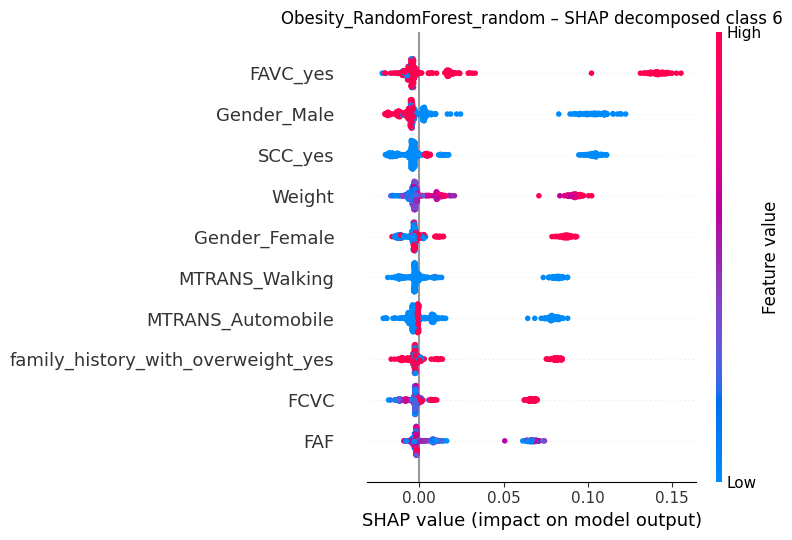 Obesity_RandomForest_random – SHAP decomposed class 6
High
FAVC_yes
Gender_Male
SCC_yes
Weight
Gender_Female
MTRANS_Walking
MTRANS_Automobile
family_history_with_overweight_yes
FCVC
FAF
Feature value
Low
0.00 0.05 0.10 0.15
SHAP value (impact on model output)